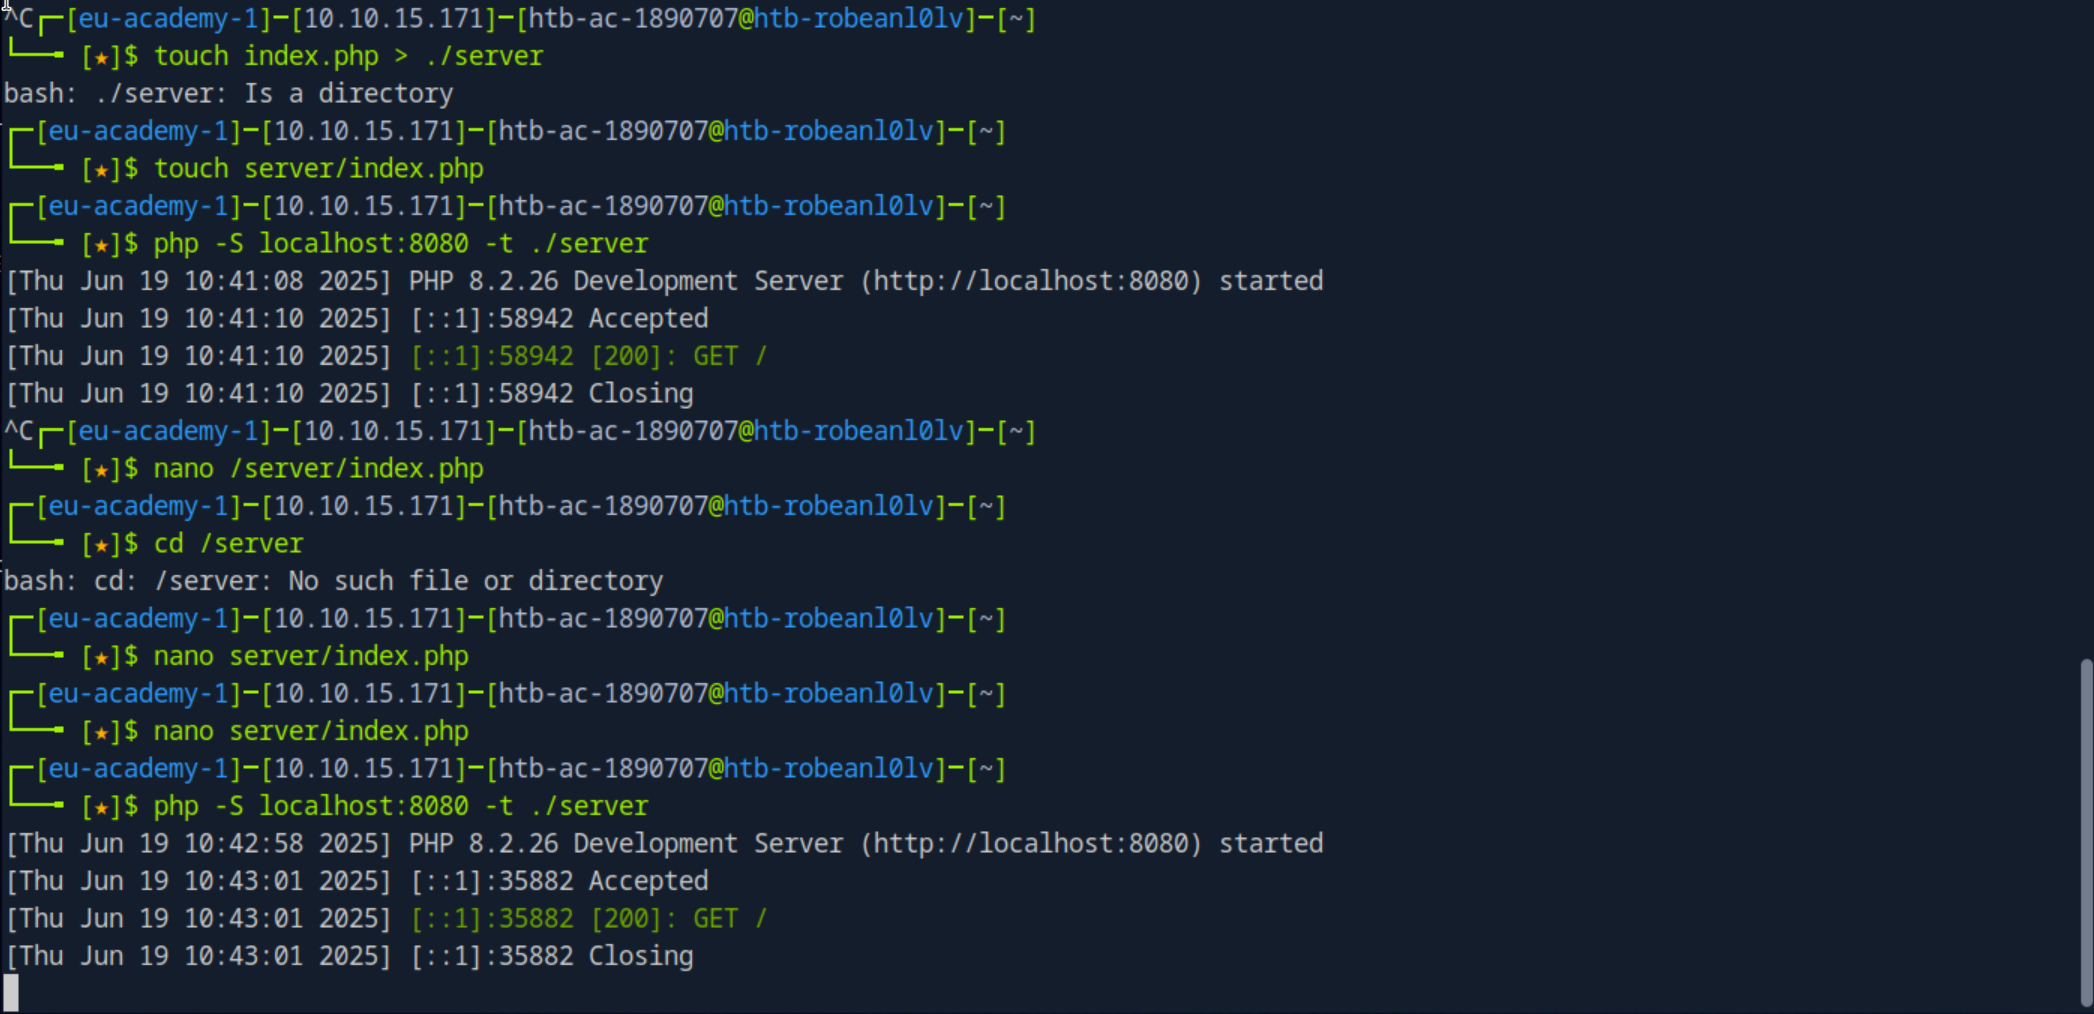 ^C┌─[eu-academy-1]─[10.10.15.171]─[htb-ac-1890707@htb-robeanl0lv]─[~]
└──╼ [★]$ touch index.php > ./server
bash: ./server: Is a directory
┌─[eu-academy-1]─[10.10.15.171]─[htb-ac-1890707@htb-robeanl0lv]─[~]
└──╼ [★]$ touch server/index.php
┌─[eu-academy-1]─[10.10.15.171]─[htb-ac-1890707@htb-robeanl0lv]─[~]
└──╼ [★]$ php -S localhost:8080 -t ./server
[Thu Jun 19 10:41:08 2025] PHP 8.2.26 Development Server (http://localhost:8080) started
[Thu Jun 19 10:41:10 2025] [::1]:58942 Accepted
[Thu Jun 19 10:41:10 2025] [::1]:58942 [200]: GET /
[Thu Jun 19 10:41:10 2025] [::1]:58942 Closing
^C┌─[eu-academy-1]─[10.10.15.171]─[htb-ac-1890707@htb-robeanl0lv]─[~]
└──╼ [★]$ nano /server/index.php
┌─[eu-academy-1]─[10.10.15.171]─[htb-ac-1890707@htb-robeanl0lv]─[~]
└──╼ [★]$ cd /server
bash: cd: /server: No such file or directory
┌─[eu-academy-1]─[10.10.15.171]─[htb-ac-1890707@htb-robeanl0lv]─[~]
└──╼ [★]$ nano server/index.php
┌─[eu-academy-1]─[10.10.15.171]─[htb-ac-1890707@htb-robeanl0lv]─[~]
└──╼ [★]$ nano server/index.php
┌─[eu-academy-1]─[10.10.15.171]─[htb-ac-1890707@htb-robeanl0lv]─[~]
└──╼ [★]$ php -S localhost:8080 -t ./server
[Thu Jun 19 10:42:58 2025] PHP 8.2.26 Development Server (http://localhost:8080) started
[Thu Jun 19 10:43:01 2025] [::1]:35882 Accepted
[Thu Jun 19 10:43:01 2025] [::1]:35882 [200]: GET /
[Thu Jun 19 10:43:01 2025] [::1]:35882 Closing